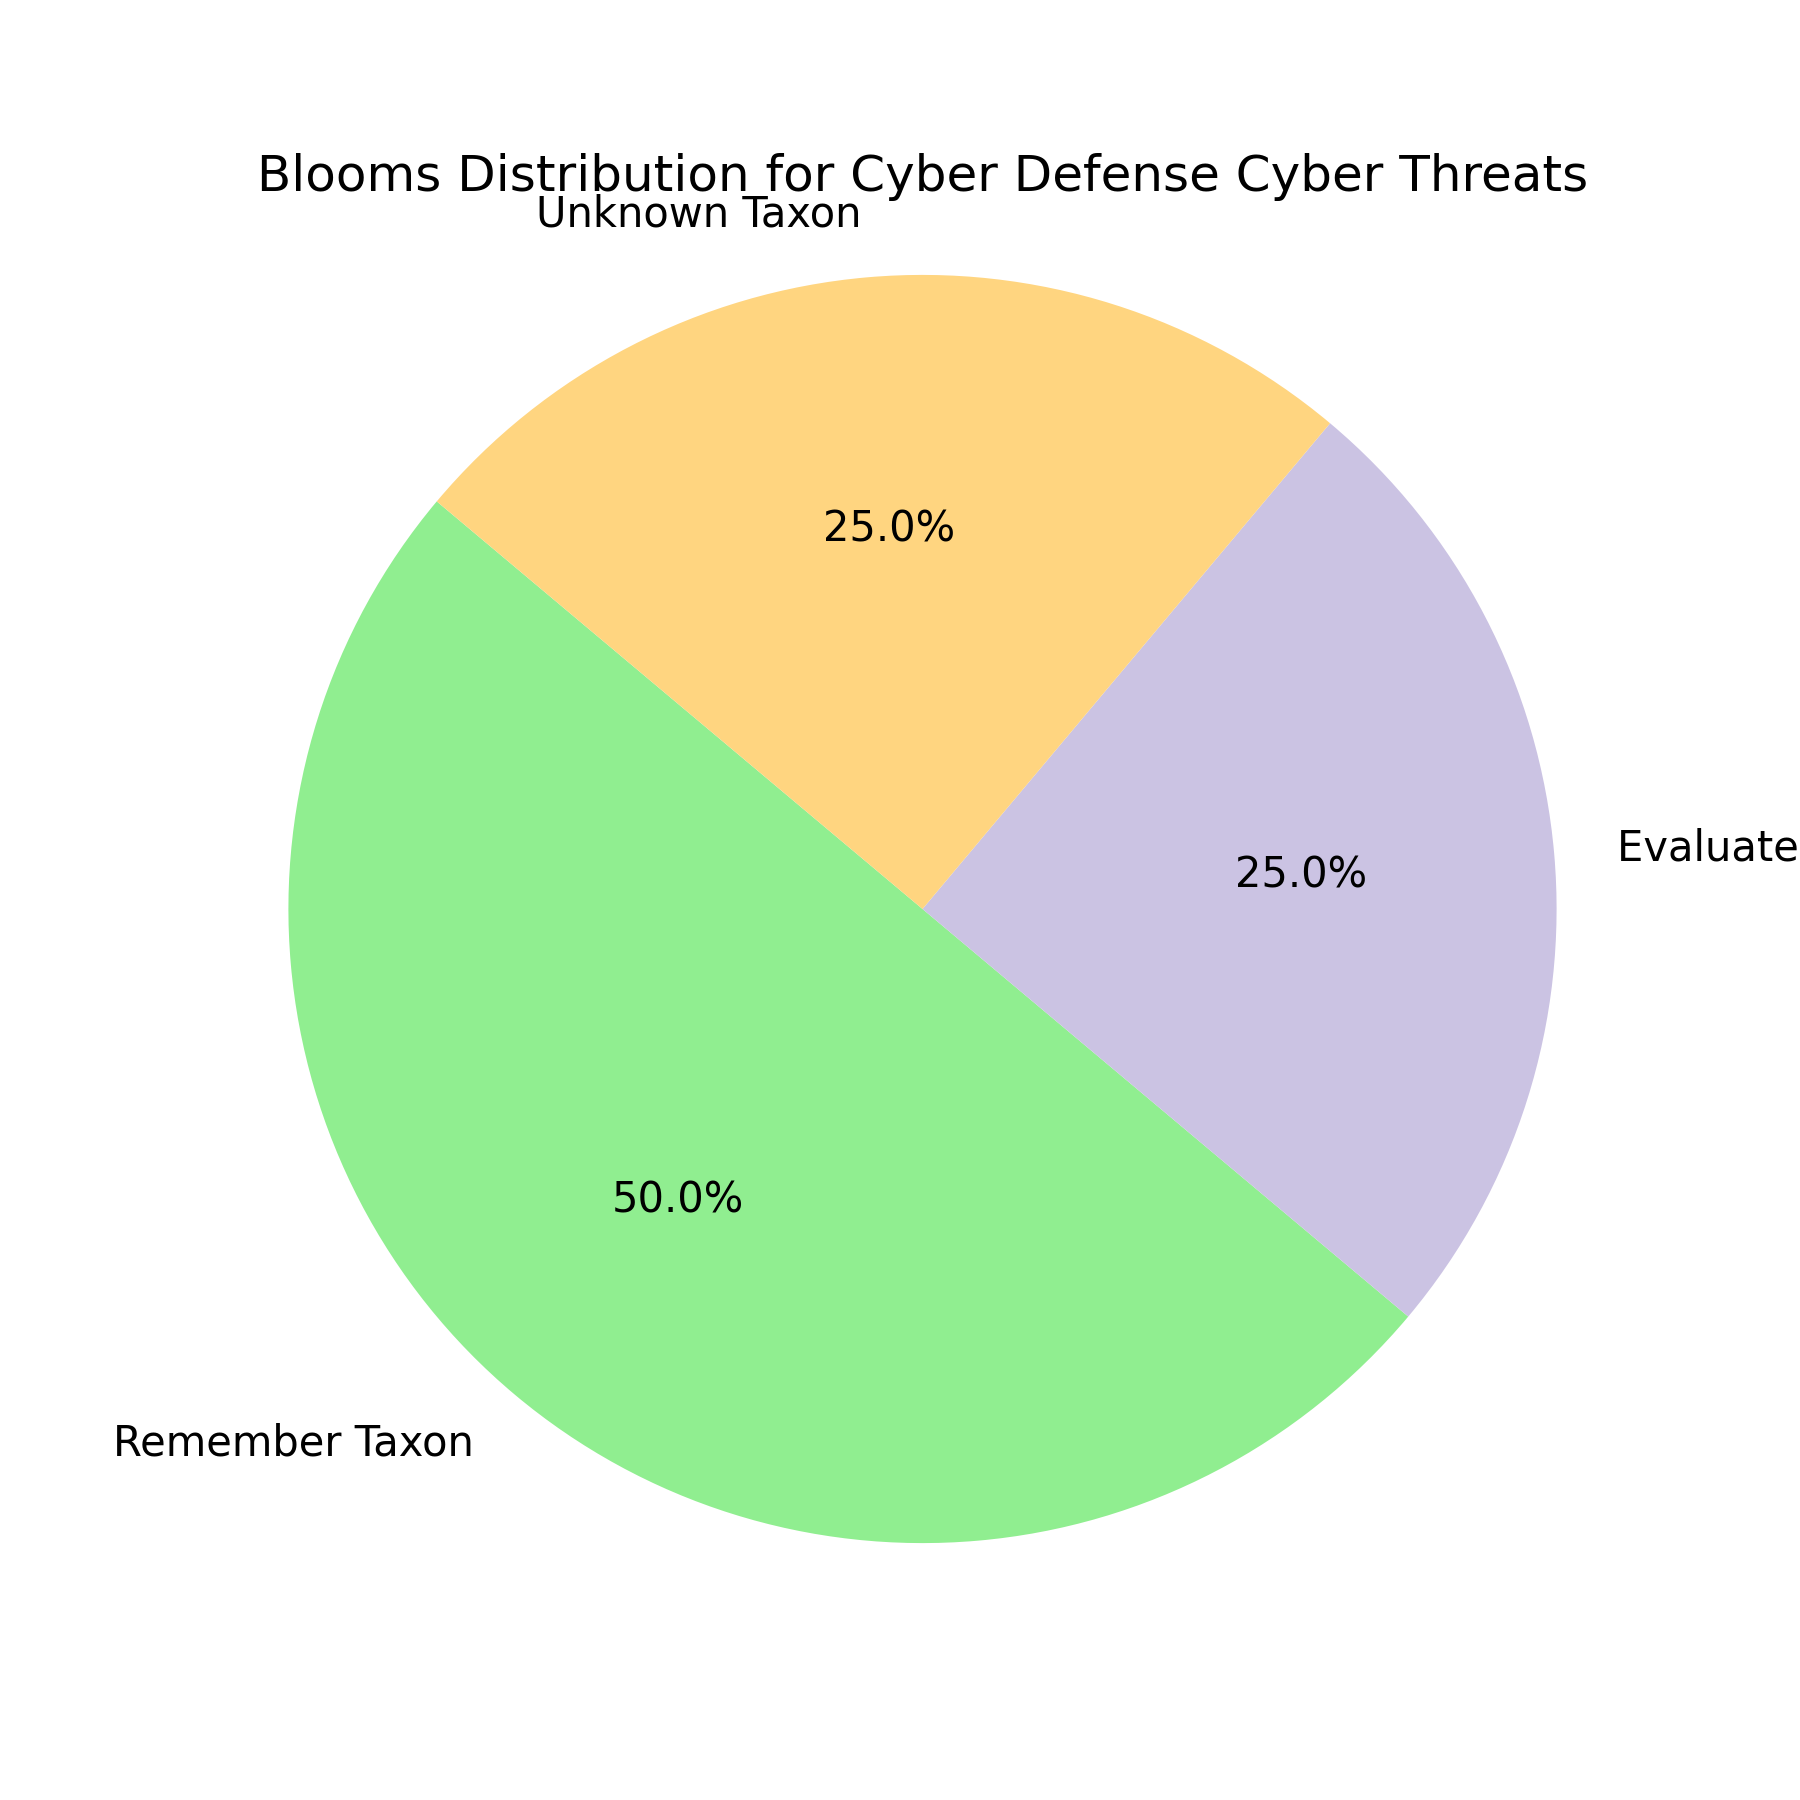 Blooms Distribution for Cyber Defense Cyber Threats
Unknown Taxon
25.0%
Evaluate
25.0%
50.0%
Remember Taxon